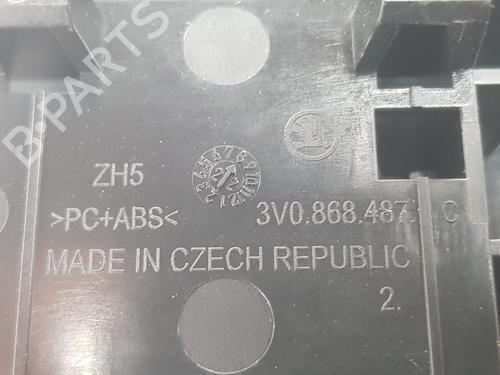 B-PARTS
ZH5
>PC+ABS<
3V0.868.487. C
MADE IN CZECH REPUBLIC
2.